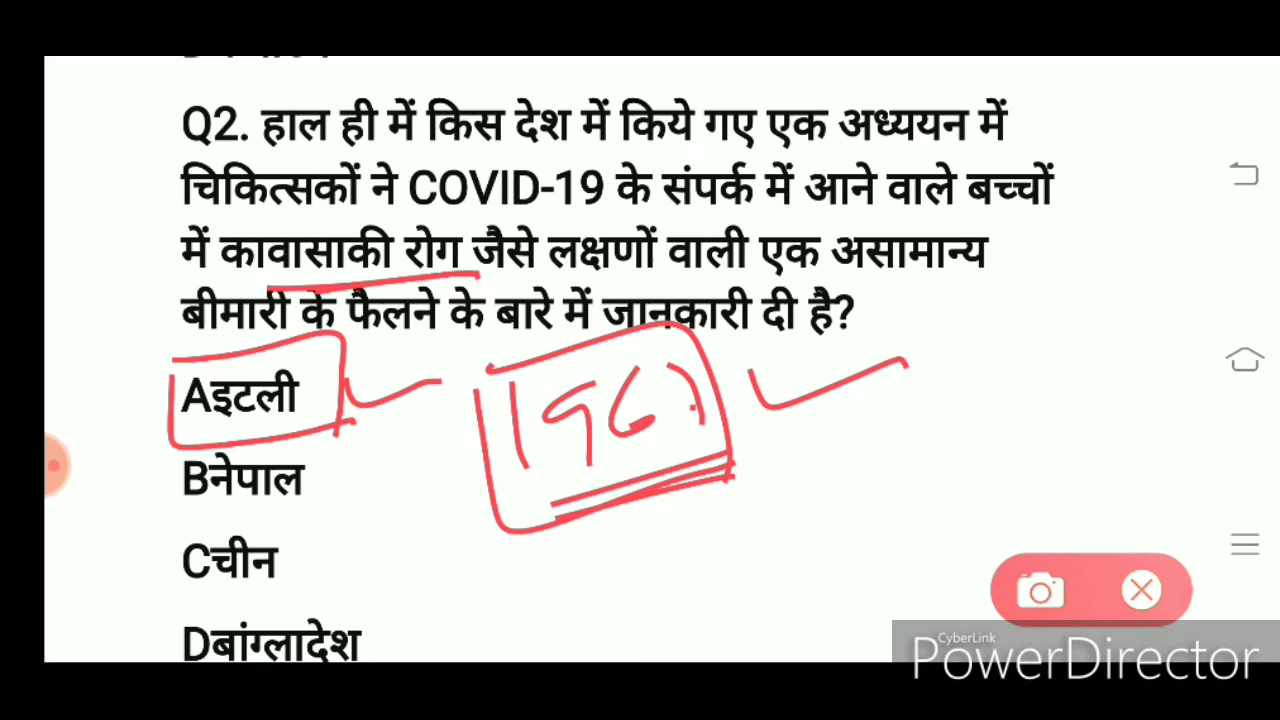 Q2. हाल ही में किस देश में किये गए एक अध्ययन में
चिकित्सकों ने COVID-19 के संपर्क में आने वाले बच्चों
में कावासाकी रोग जैसे लक्षणों वाली एक असामान्य
बीमारी के फैलने के बारे में जानकारी दी है?
Aइटली
Bनेपाल
Cचीन
Dबांग्लादेश
CyberLink
PowerDirector